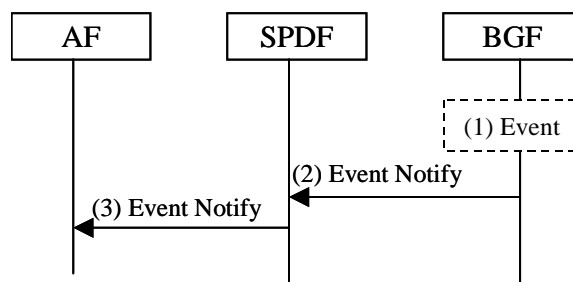 AF
SPDF
BGF
(1) Event
(2) Event Notify
(3) Event Notify